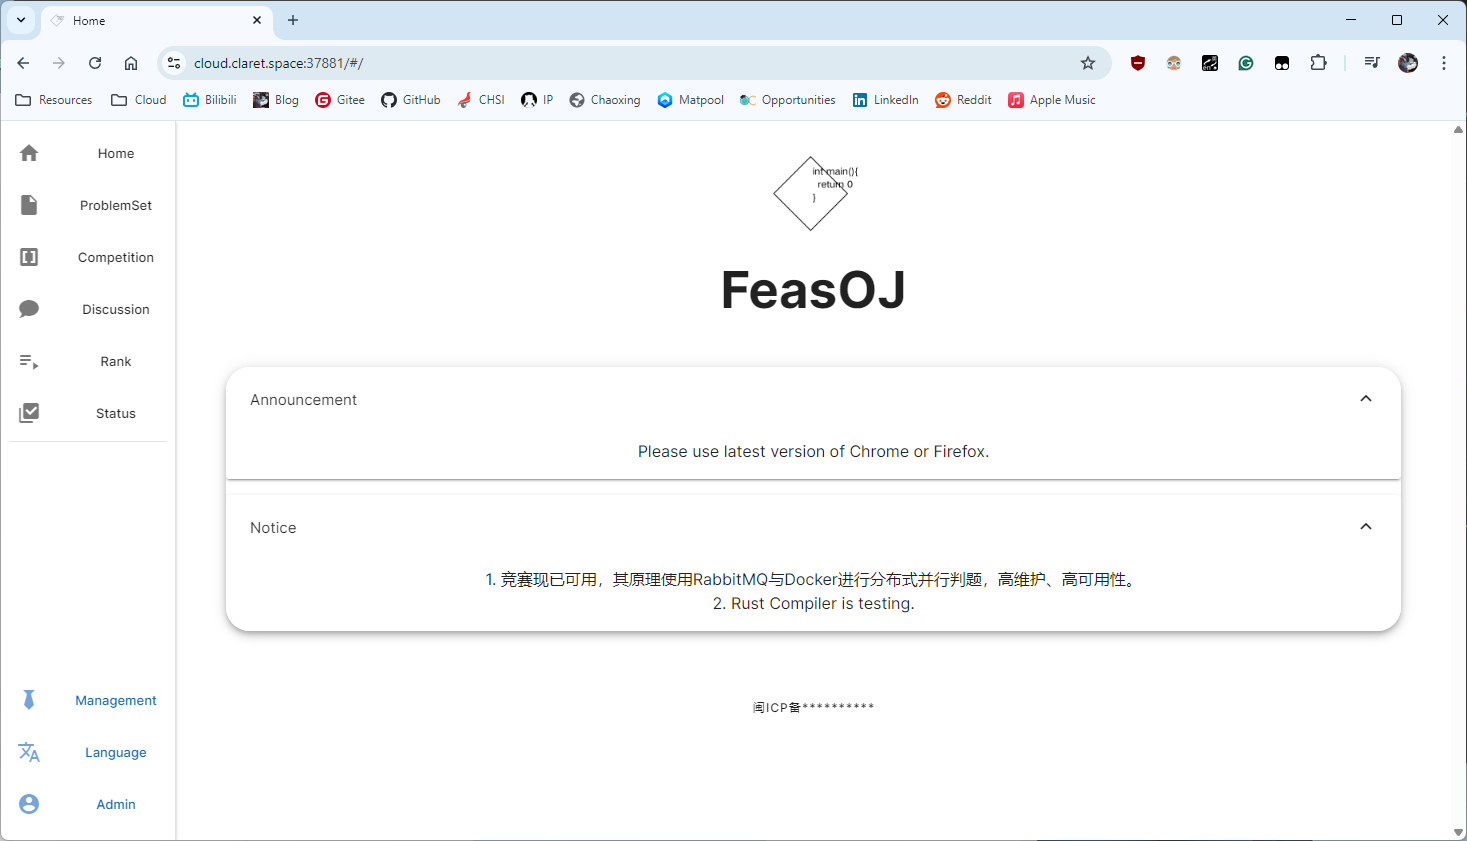 Home
cloud.claret.space:37881/#/
Resources
Cloud
Bilibili
Blog
Gitee
GitHub
CHSI
IP
Chaoxing
Matpool
Opportunities
LinkedIn
Reddit
Apple Music
Home
ProblemSet
Competition
Discussion
Rank
Status
Management
Language
Admin
int main(){
return 0
}
FeasOJ
Announcement
Please use latest version of Chrome or Firefox.
Notice
1. 竞赛现已可用，其原理使用RabbitMQ与Docker进行分布式并行判题，高维护、高可用性。
2. Rust Compiler is testing.
闽ICP备**********